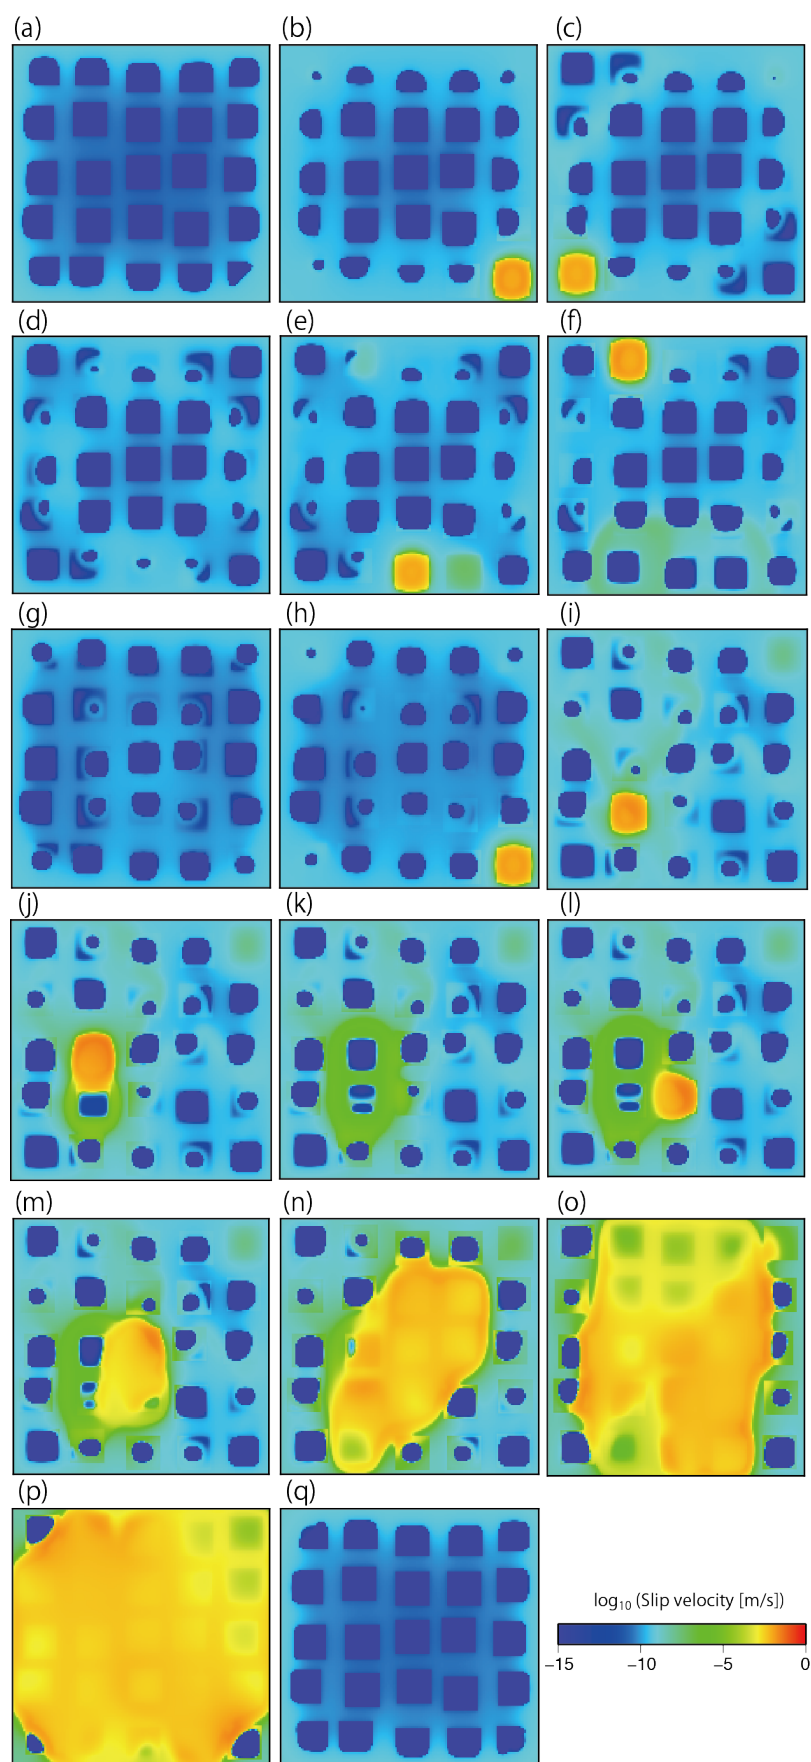 (a) (b) (c)
(d) (e) (f)
(g) (h) (i)
(j) (k) (l)
(m) (n) (o)
(p) (q)
log₁₀ (Slip velocity [m/s])
−15 −10 −5 0